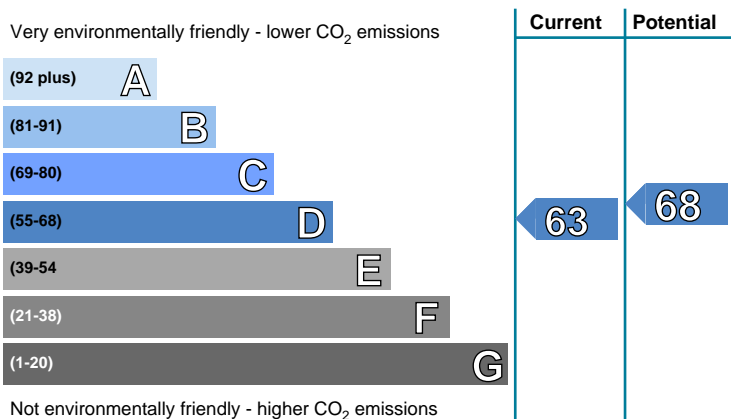 Current Potential
Very environmentally friendly - lower CO₂ emissions
(92 plus) A
(81-91) B
(69-80) C
(55-68) D
63 68
(39-54 E
(21-38) F
(1-20) G
Not environmentally friendly - higher CO₂ emissions